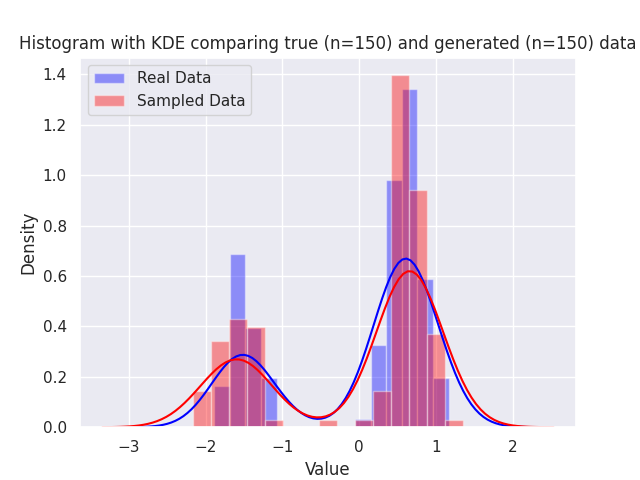 Histogram with KDE comparing true (n=150) and generated (n=150) data
Real Data
Sampled Data
1.4
1.2
1.0
0.8
0.6
0.4
0.2
0.0
Density
−3
−2
−1
0
1
2
Value